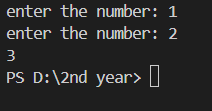 enter the number: 1
enter the number: 2
3
PS D:\2nd year>